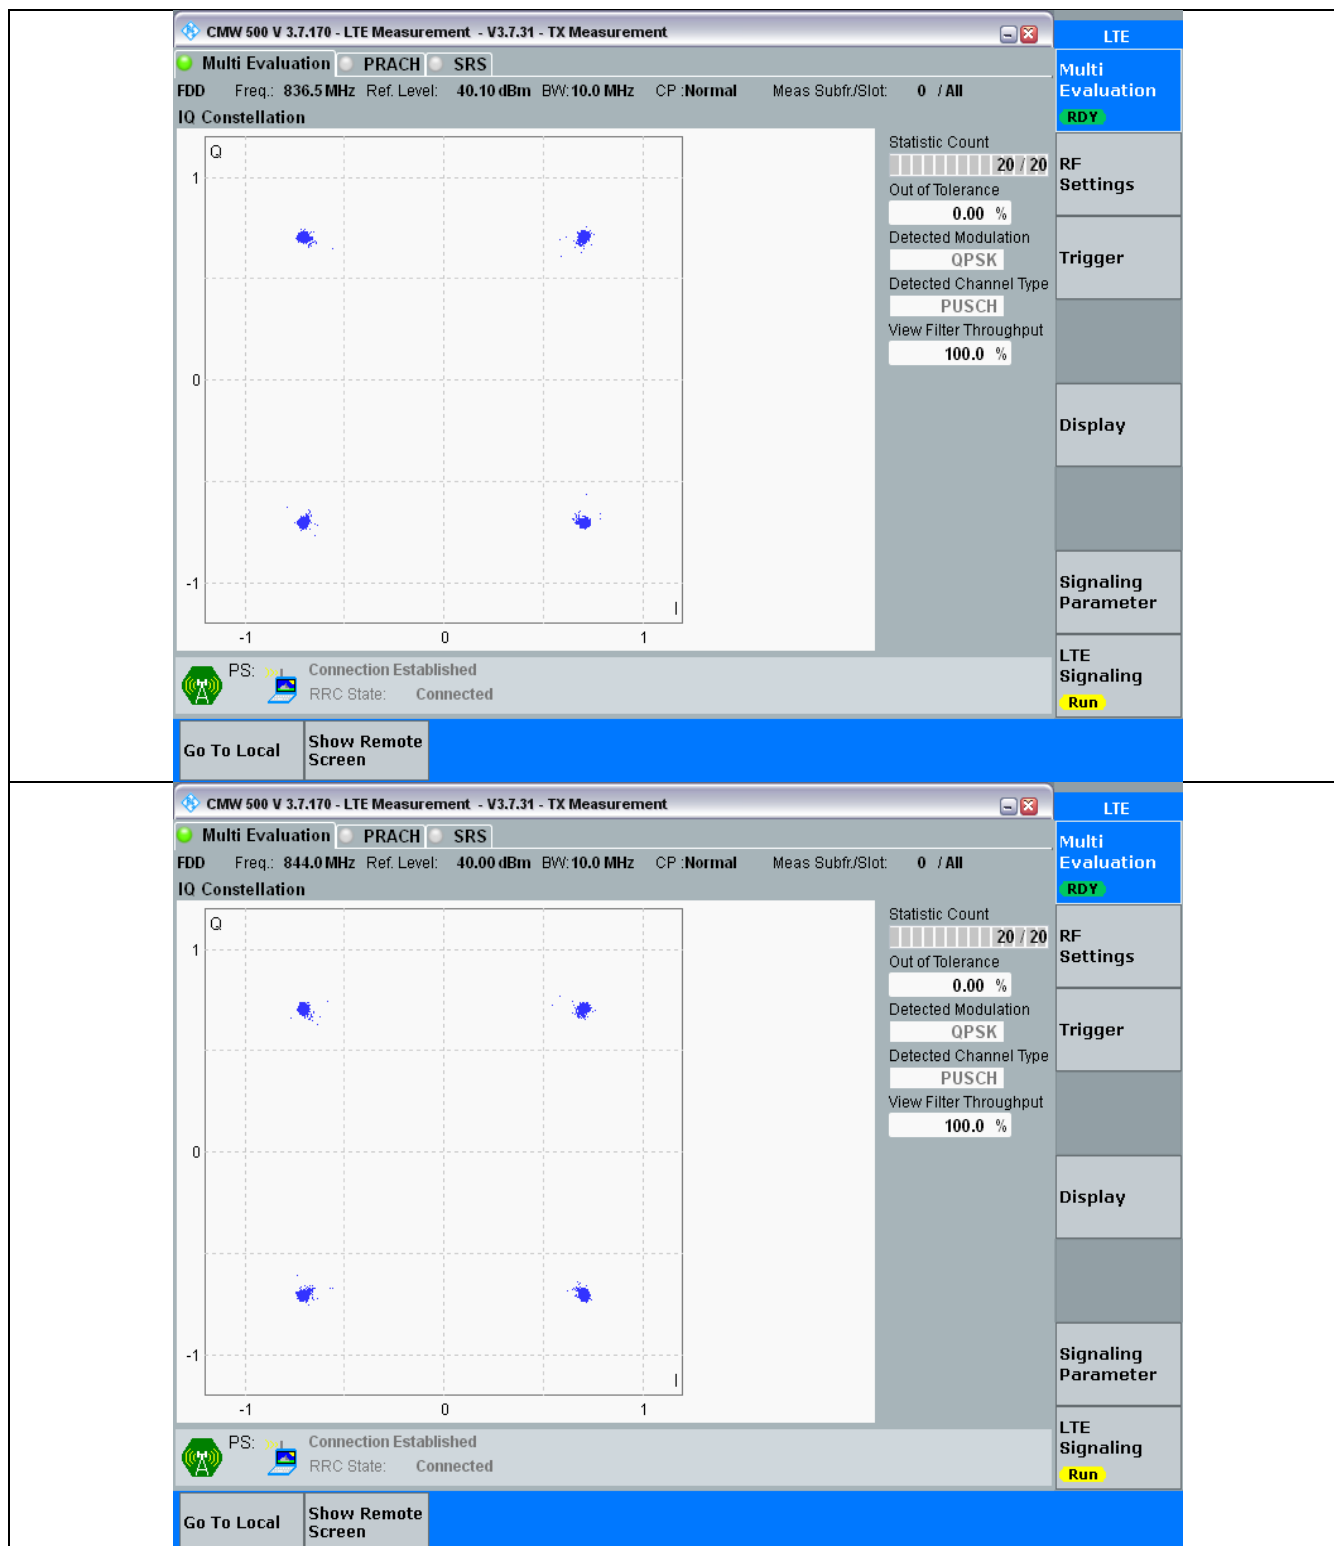 CMW 500 V 3.7.170 - LTE Measurement - V3.7.31 - TX Measurement
LTE
Multi Evaluation PRACH SRS
FDD Freq.: 836.5 MHz Ref. Level: 40.10 dBm BW: 10.0 MHz CP :Normal Meas Subfr./Slot: 0 / All
IQ Constellation
Q
1
0
-1
I
-1 0 1
Statistic Count
20 / 20
Out of Tolerance
0.00 %
Detected Modulation
QPSK
Detected Channel Type
PUSCH
View Filter Throughput
100.0 %
Multi
Evaluation
RDY
RF
Settings
Trigger
Display
Signaling
Parameter
LTE
Signaling
Run
PS: Connection Established
RRC State: Connected
Go To Local
Show Remote
Screen
CMW 500 V 3.7.170 - LTE Measurement - V3.7.31 - TX Measurement
LTE
Multi Evaluation PRACH SRS
FDD Freq.: 844.0 MHz Ref. Level: 40.00 dBm BW: 10.0 MHz CP :Normal Meas Subfr./Slot: 0 / All
IQ Constellation
Q
1
0
-1
I
-1 0 1
Statistic Count
20 / 20
Out of Tolerance
0.00 %
Detected Modulation
QPSK
Detected Channel Type
PUSCH
View Filter Throughput
100.0 %
Multi
Evaluation
RDY
RF
Settings
Trigger
Display
Signaling
Parameter
LTE
Signaling
Run
PS: Connection Established
RRC State: Connected
Go To Local
Show Remote
Screen